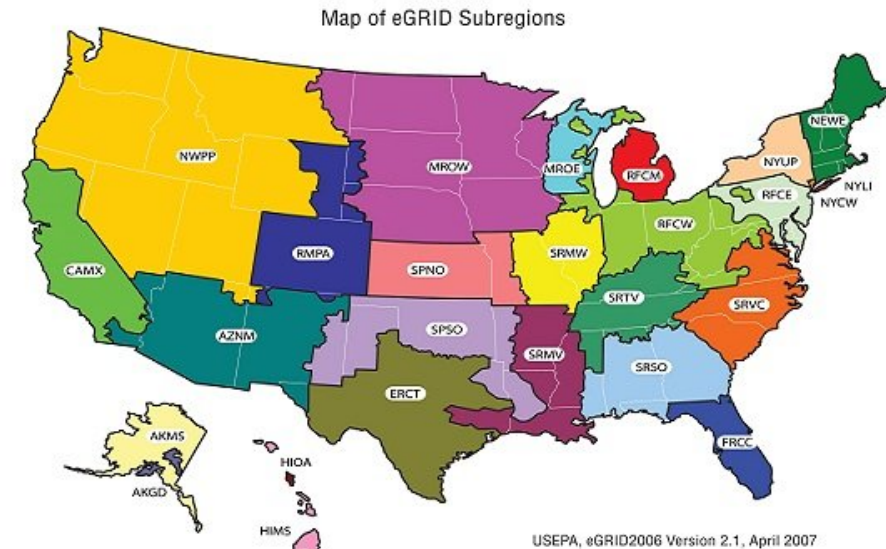 Map of eGRID Subregions
NEWE
NWPP
MROW
MROE
RFCM
NYUP
NYLI
NYCW
RFCE
RFCW
RMPA
SPNO
SRMW
CAMX
SRTV
SRVC
AZNM
SPSO
SRMV
SRSO
ERCT
FRCC
AKMS
AKGD
HIOA
HIMS
USEPA, eGRID2006 Version 2.1, April 2007